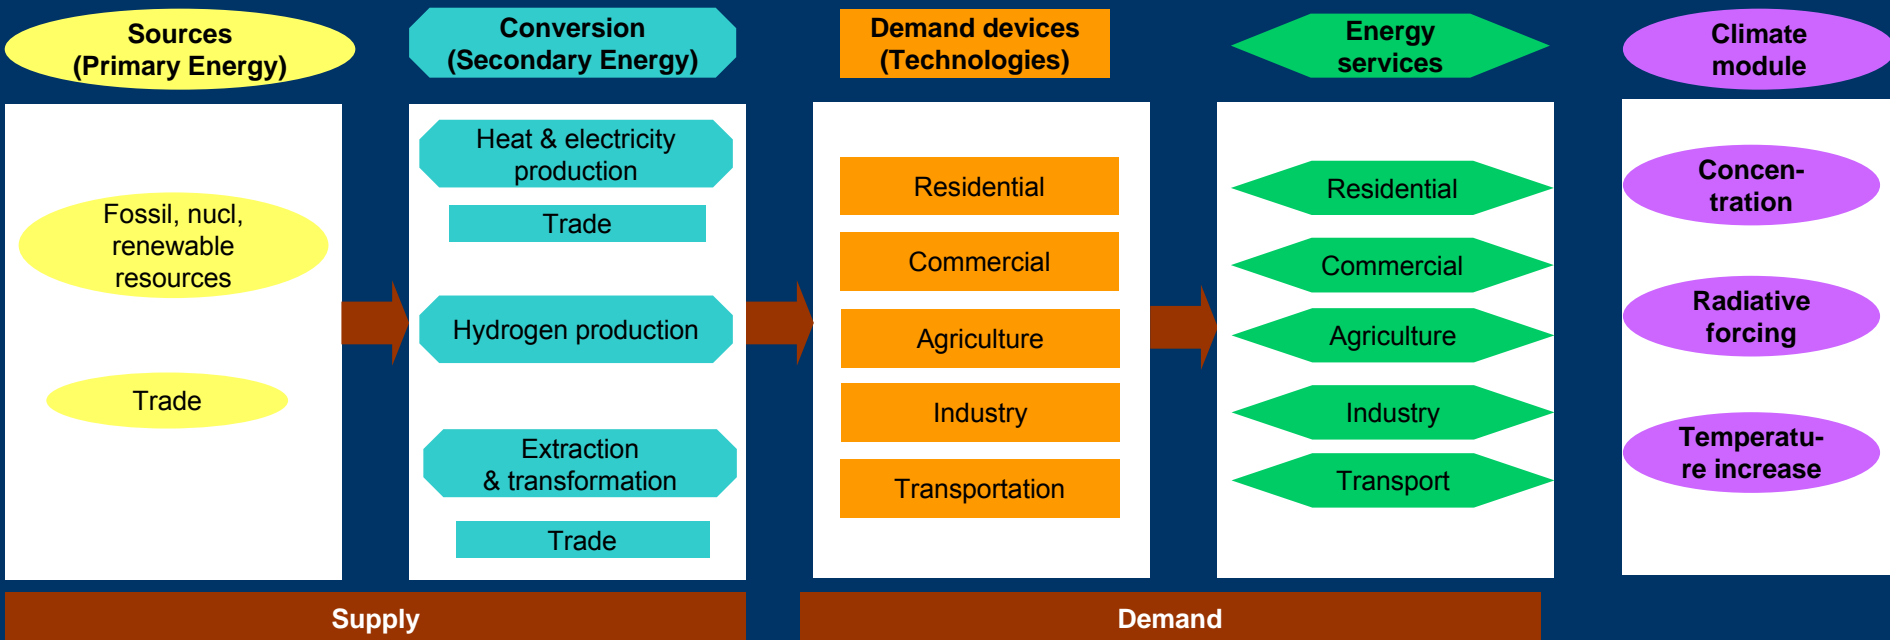 Sources
(Primary Energy)
Conversion
(Secondary Energy)
Demand devices
(Technologies)
Energy
services
Climate
module
Fossil, nucl,
renewable
resources
Trade
Heat & electricity
production
Trade
Hydrogen production
Extraction
& transformation
Trade
Residential
Commercial
Agriculture
Industry
Transportation
Residential
Commercial
Agriculture
Industry
Transport
Concen-
tration
Radiative
forcing
Temperatu-
re increase
Supply
Demand